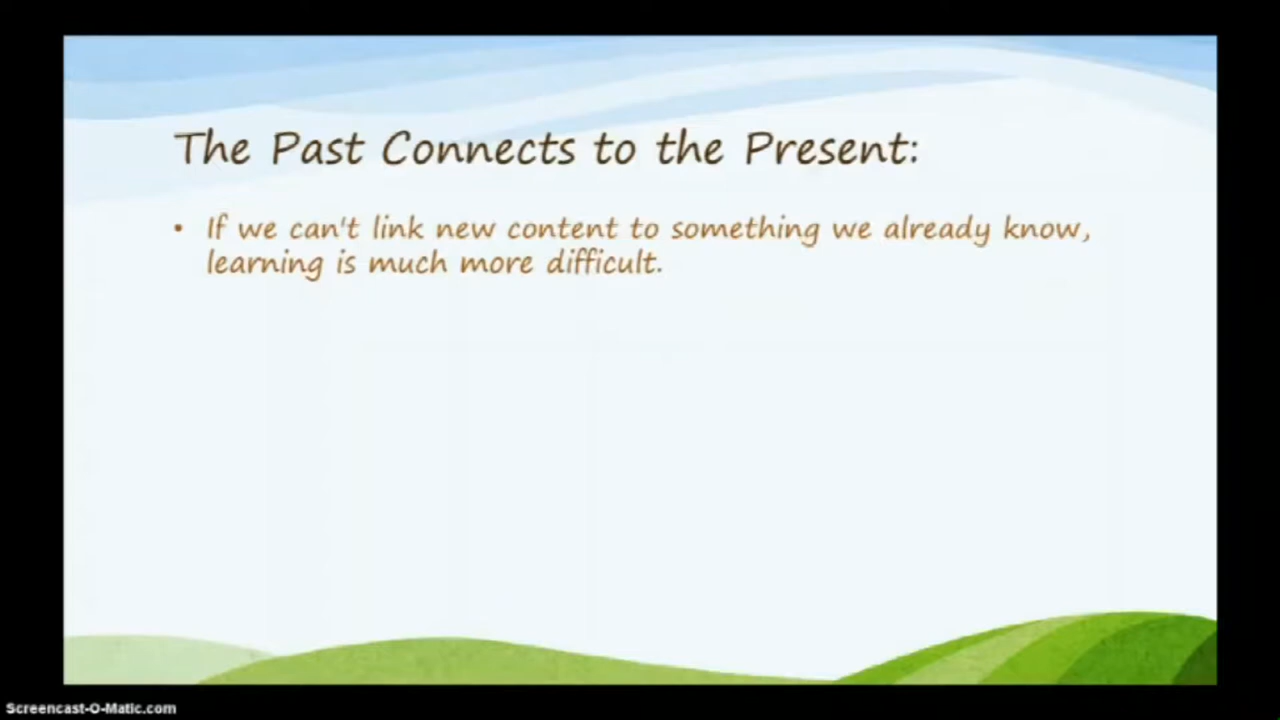 The Past Connects to the Present:
• If we can't link new content to something we already know,
learning is much more difficult.
Screencast-O-Matic.com